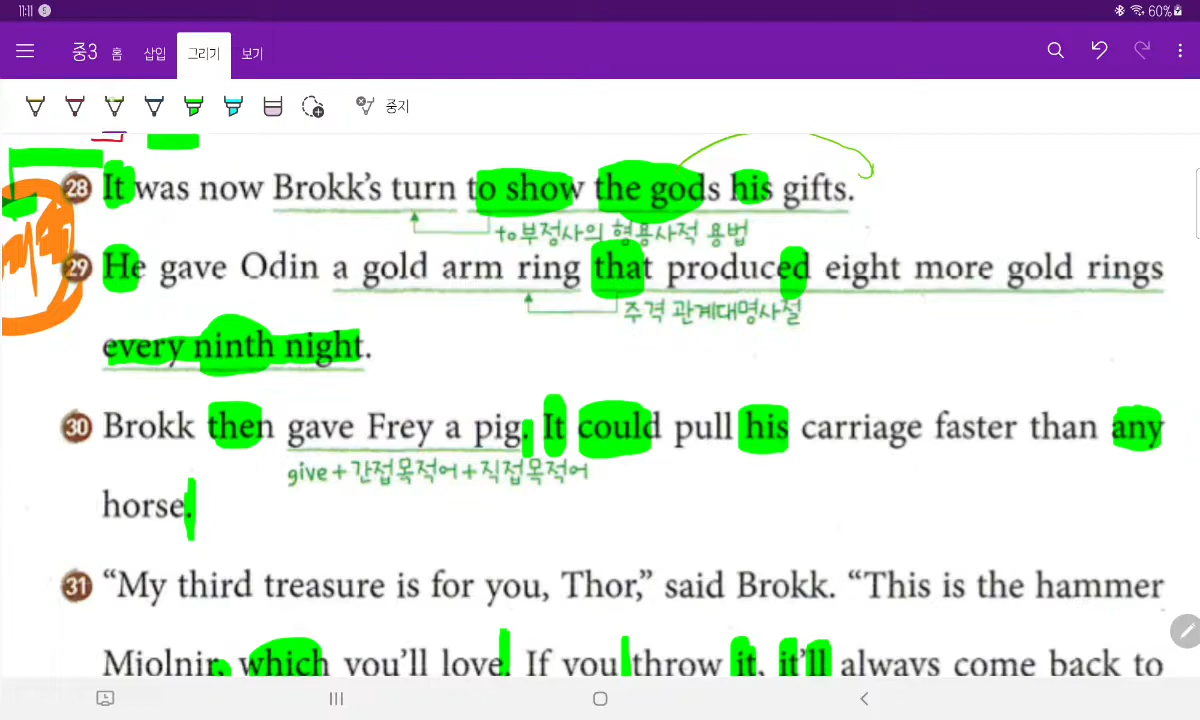 11:11 5 60%
중3 홈 삽입 그리기 보기
중지
28 It was now Brokk's turn to show the gods his gifts.
to부정사의 형용사적 용법
29 He gave Odin a gold arm ring that produced eight more gold rings
주격 관계대명사절
every ninth night.
30 Brokk then gave Frey a pig. It could pull his carriage faster than any
give + 간접목적어 + 직접목적어
horse.
31 “My third treasure is for you, Thor,” said Brokk. “This is the hammer
Miolnir, which you'll love. If you throw it, it'll always come back to